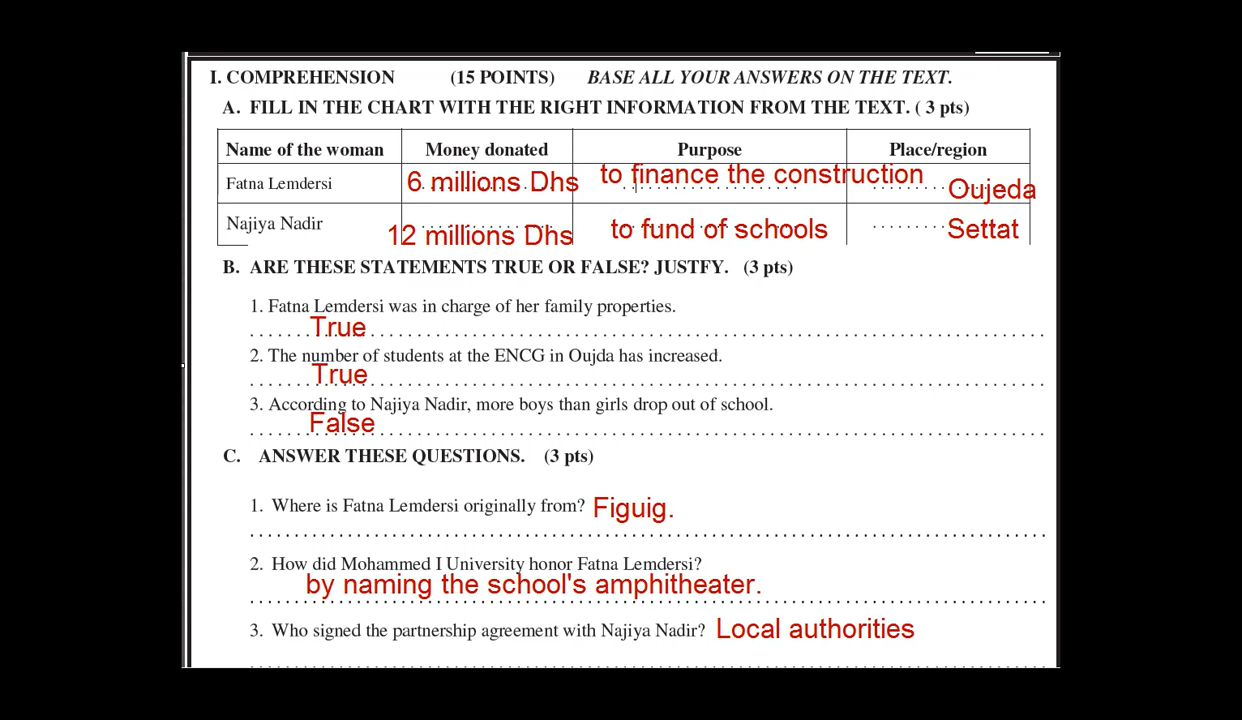 I. COMPREHENSION (15 POINTS) BASE ALL YOUR ANSWERS ON THE TEXT.
A. FILL IN THE CHART WITH THE RIGHT INFORMATION FROM THE TEXT. ( 3 pts)
Name of the woman Money donated Purpose Place/region
Fatna Lemdersi 6 millions Dhs to finance the construction Oujeda
Najiya Nadir 12 millions Dhs to fund of schools Settat
B. ARE THESE STATEMENTS TRUE OR FALSE? JUSTFY. (3 pts)
1. Fatna Lemdersi was in charge of her family properties.
True
2. The number of students at the ENCG in Oujda has increased.
True
3. According to Najiya Nadir, more boys than girls drop out of school.
False
C. ANSWER THESE QUESTIONS. (3 pts)
1. Where is Fatna Lemdersi originally from? Figuig.
2. How did Mohammed I University honor Fatna Lemdersi?
by naming the school's amphitheater.
3. Who signed the partnership agreement with Najiya Nadir? Local authorities